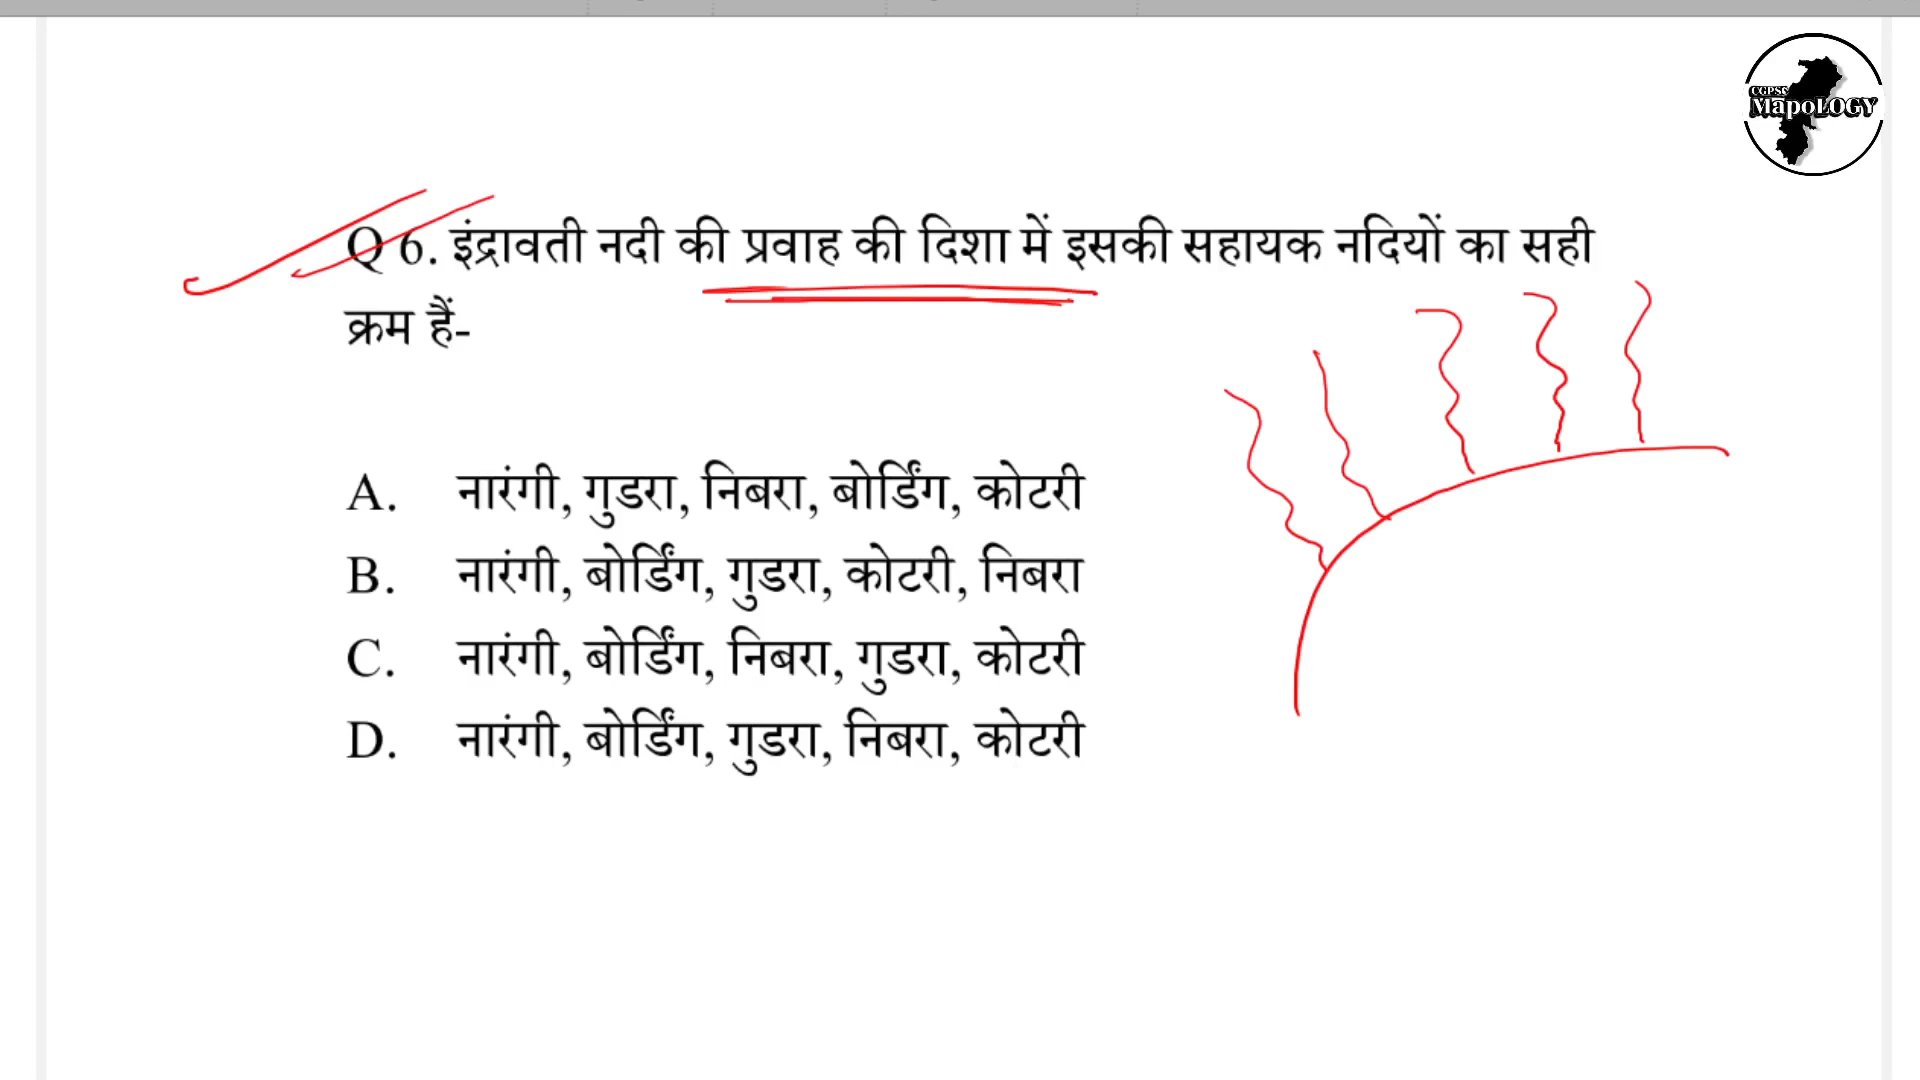 CGPSC
MapoLOGY
Q 6. इंद्रावती नदी की प्रवाह की दिशा में इसकी सहायक नदियों का सही
क्रम हैं-
A. नारंगी, गुडरा, निबरा, बोर्डिंग, कोटरी
B. नारंगी, बोर्डिंग, गुडरा, कोटरी, निबरा
C. नारंगी, बोर्डिंग, निबरा, गुडरा, कोटरी
D. नारंगी, बोर्डिंग, गुडरा, निबरा, कोटरी